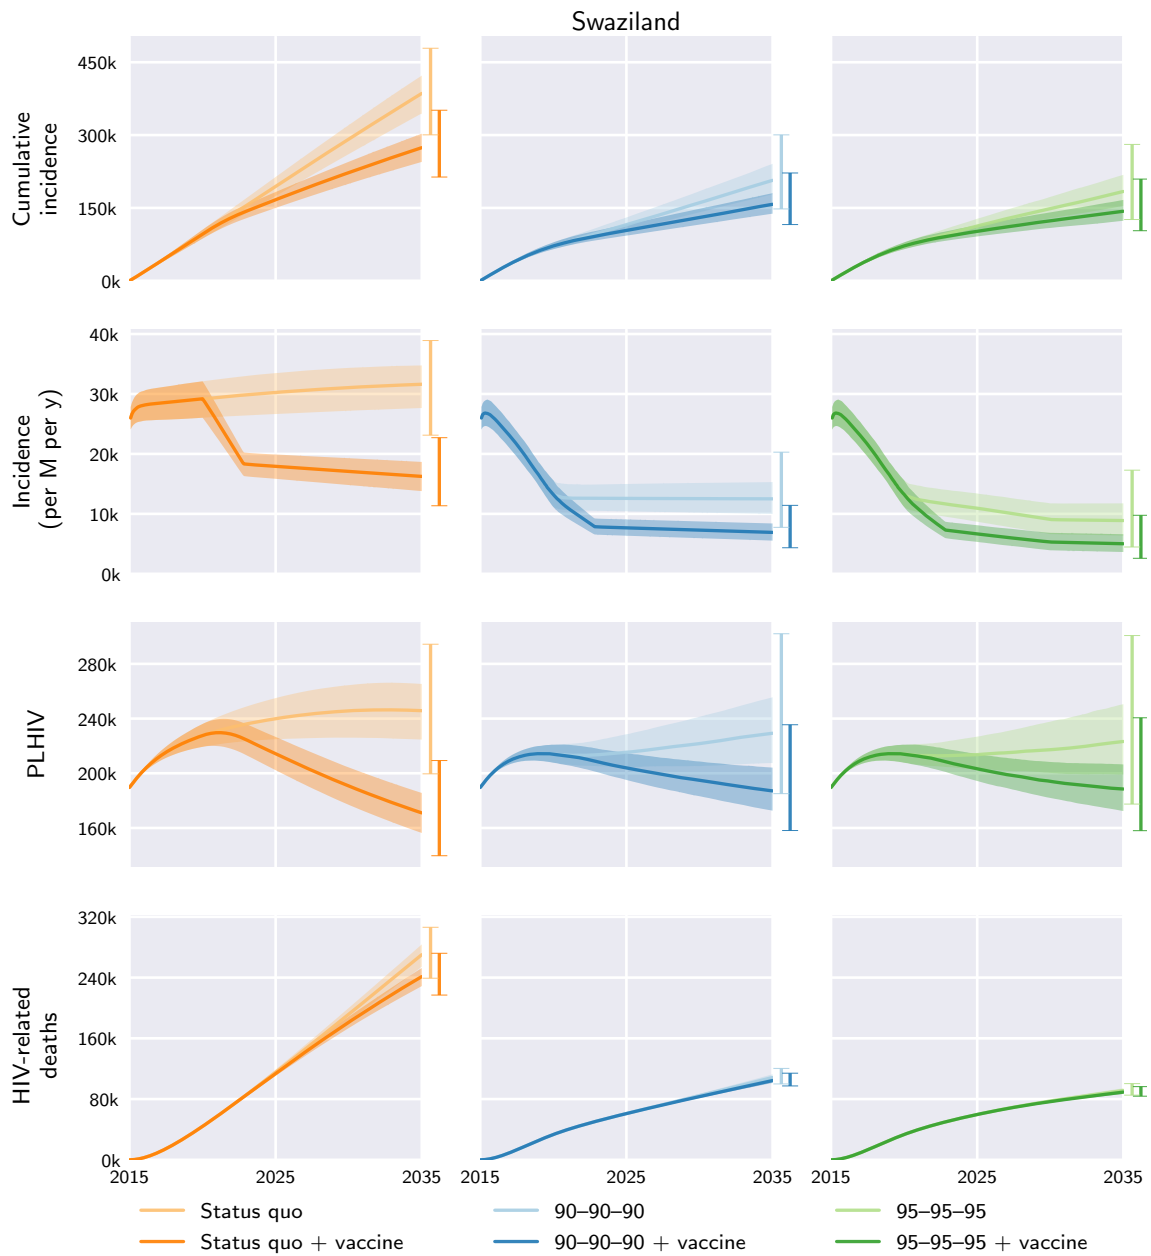 Swaziland
Cumulative
incidence
450k
300k
150k
0k
Incidence
(per M per y)
40k
30k
20k
10k
0k
PLHIV
280k
240k
200k
160k
HIV-related
deaths
320k
240k
160k
80k
0k
2015 2025 2035
2015 2025 2035
2015 2025 2035
Status quo
Status quo + vaccine
90–90–90
90–90–90 + vaccine
95–95–95
95–95–95 + vaccine